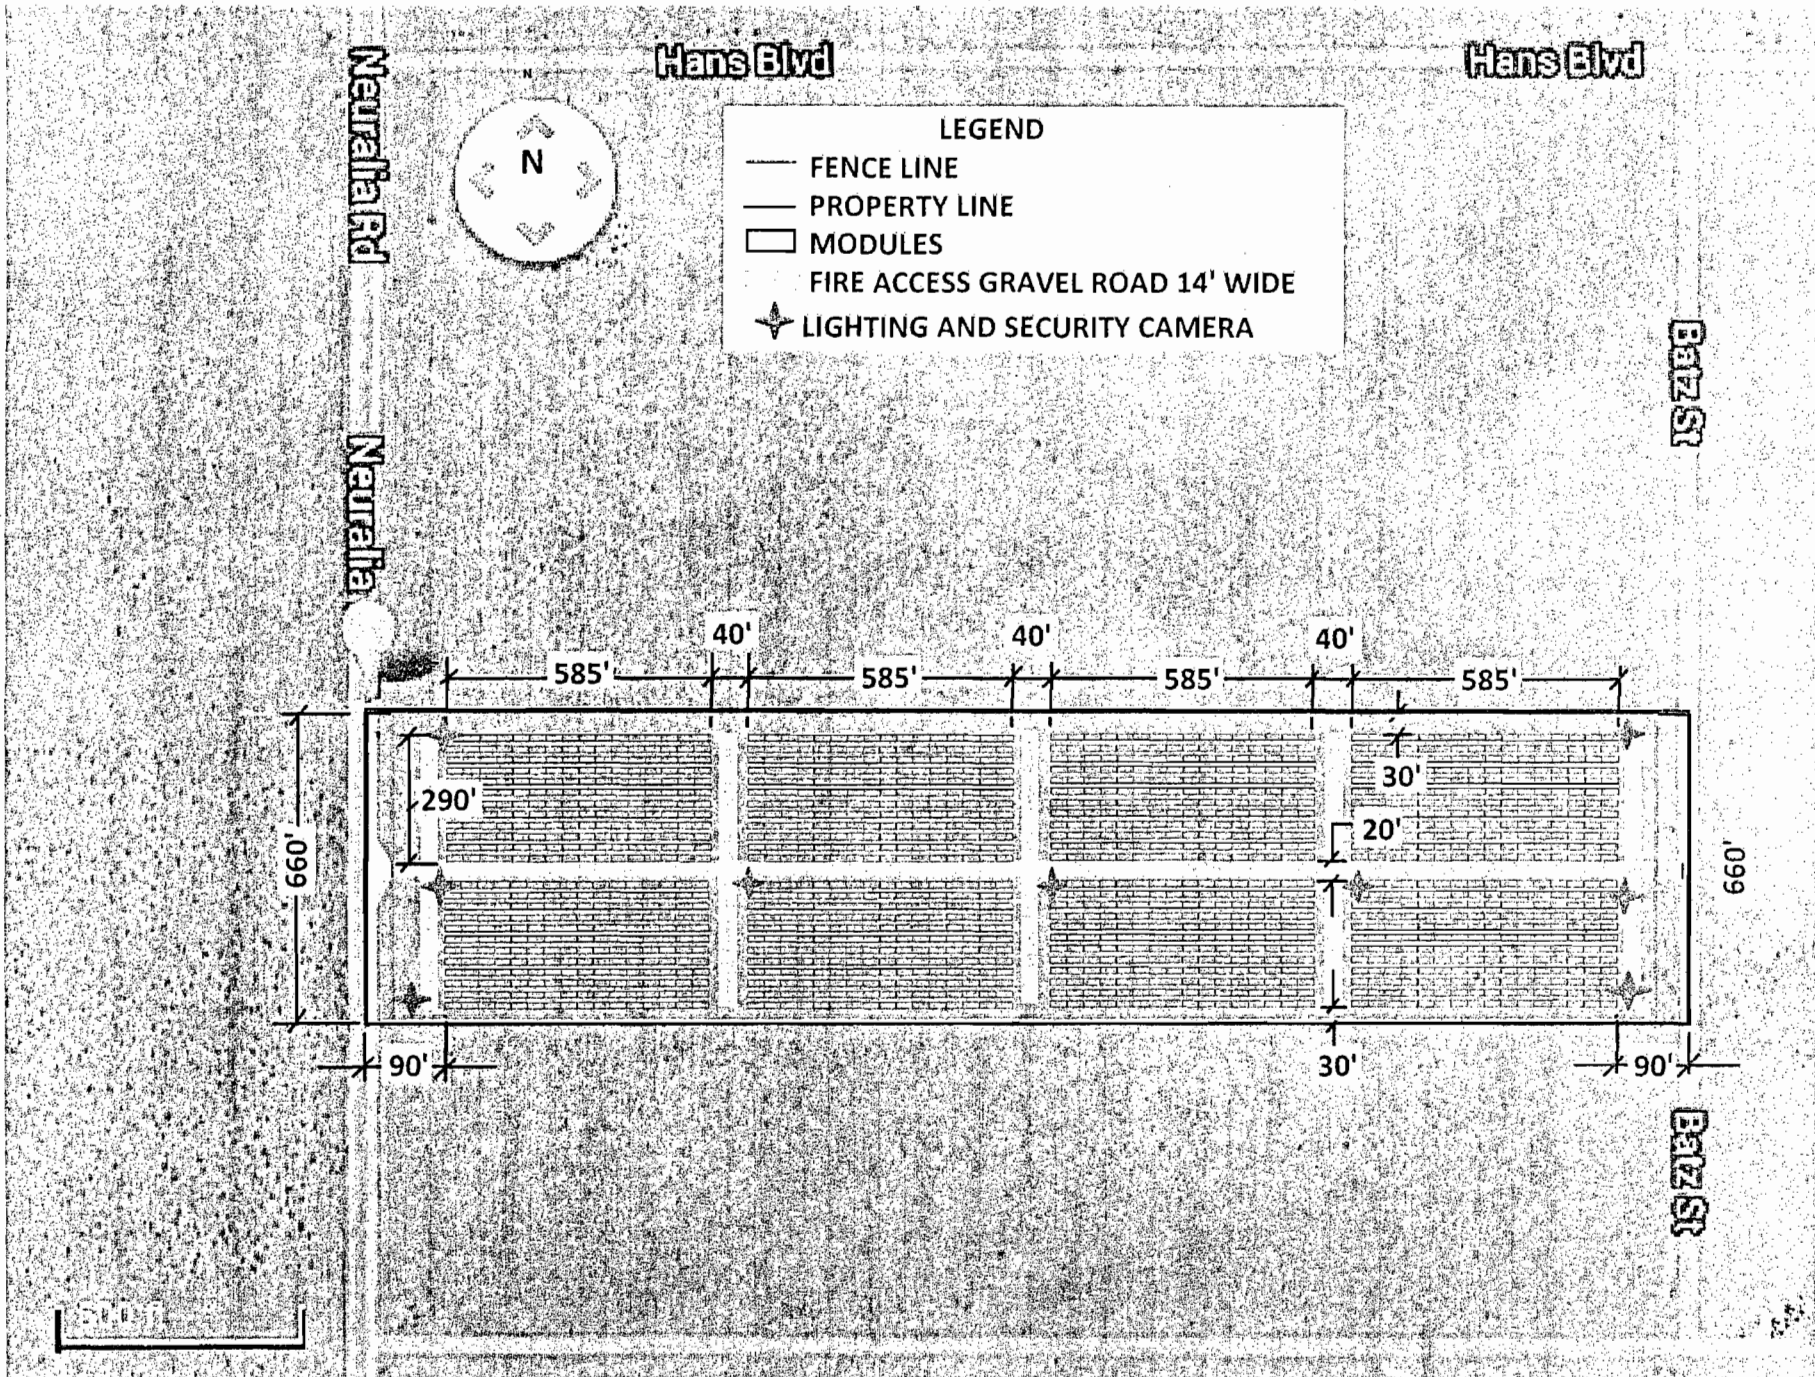 Hans Blvd
Hans Blvd
Neuralia Rd
N
N
LEGEND
FENCE LINE
PROPERTY LINE
MODULES
FIRE ACCESS GRAVEL ROAD 14' WIDE
LIGHTING AND SECURITY CAMERA
Batz St
Neuralia
40'
40'
40'
585'
585'
585'
585'
30'
290'
20'
660'
660'
90'
30'
90'
Batz St